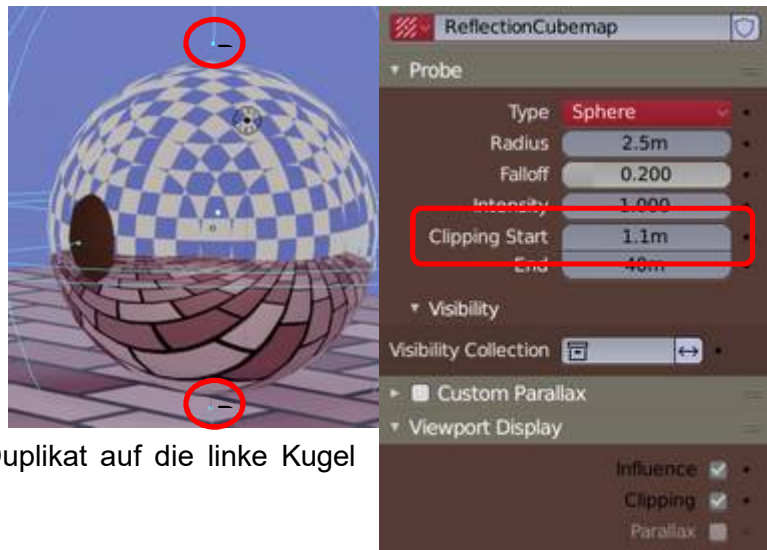 ReflectionCubemap
Probe
Type Sphere
Radius 2.5m
Falloff 0.200
Intensity 1.000
Clipping Start 1.1m
End 40m
Visibility
Visibility Collection
Custom Parallax
Viewport Display
Influence
Clipping
Parallax
uplikat auf die linke Kugel